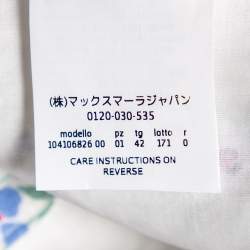 (株)マックスマーラジャパン
0120-030-535
modello pz tg lotto r
104106826 00 01 42 171 0
CARE INSTRUCTIONS ON
REVERSE